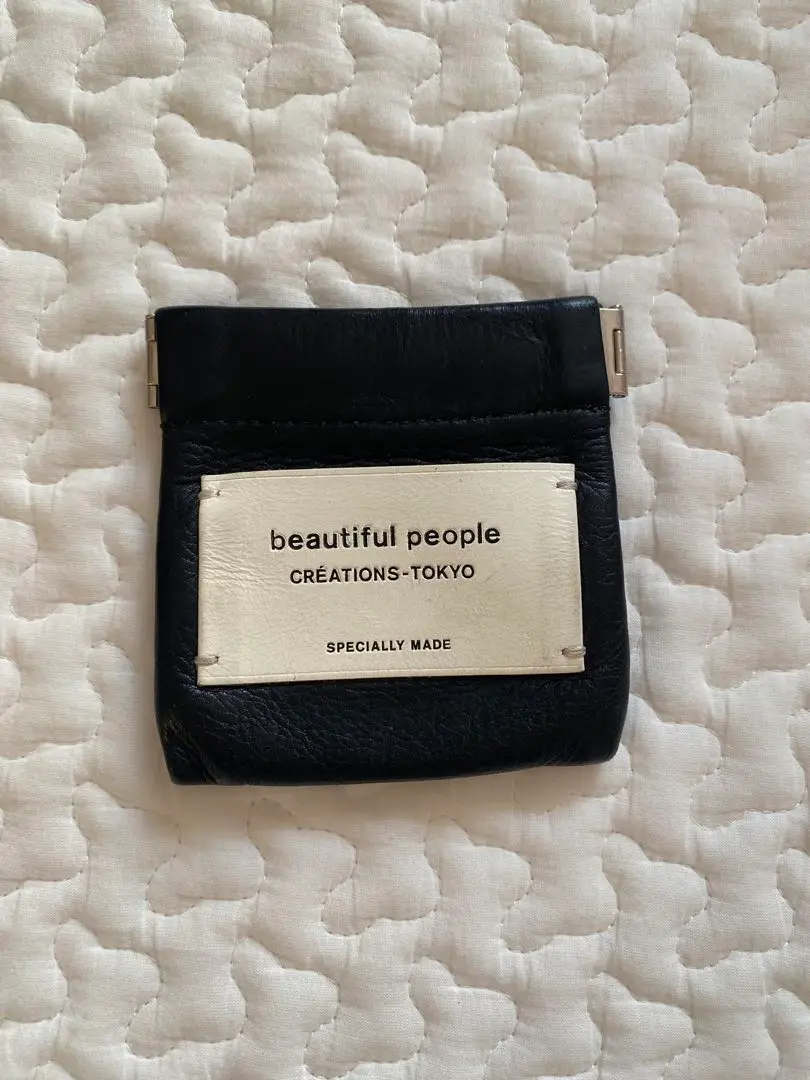 beautiful people
CRÉATIONS-TOKYO
SPECIALLY MADE